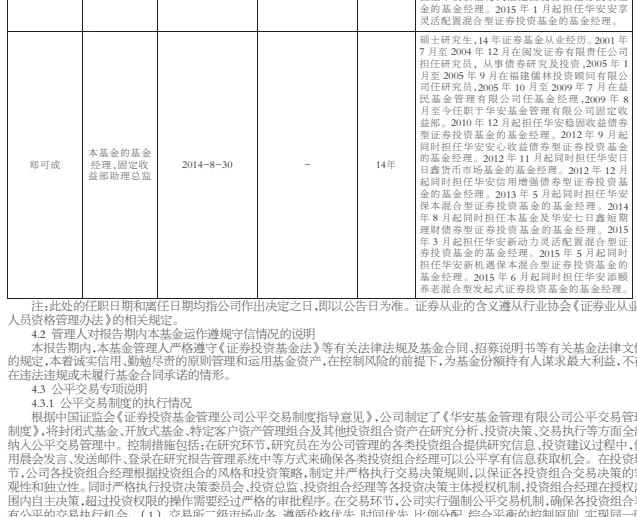 金的基金经理。2015 年 1 月起担任华安安享
灵活配置混合型证券投资基金的基金经理。
郑可成
本基金的基金
经理,固定收
益部助理总监
2014-8-30
-
14年
硕士研究生,14 年证券基金从业经历。2001 年
7 月至 2004 年 12 月在闽发证券有限责任公司
担任研究员，从事债券研究及投资,2005 年 1
月至 2005 年 9 月在福建儒林投资顾问有限公
司任研究员,2005 年 10 月至 2009 年 7 月在益
民基金管理有限公司任基金经理,2009 年 8
月至今任职于华安基金管理有限公司固定收
益部。2010 年 12 月起担任华安稳固收益债券
型证券投资基金的基金经理。2012 年 9 月起
同时担任华安安心收益债券型证券投资基金
的基金经理。2012 年 11 月起同时担任华安日
日鑫货币市场基金的基金经理。2012 年 12 月
起同时担任华安信用增强债券型证券投资基
金的基金经理。2013 年 5 月起同时担任华安
保本混合型证券投资基金的基金经理。2014
年 8 月起同时担任本基金及华安七日鑫短期
理财债券型证券投资基金的基金经理。2015
年 3 月起担任华安新动力灵活配置混合型证
券投资基金的基金经理。2015 年 5 月起同时
担任华安新机遇保本混合型证券投资基金的
基金经理。2015 年 6 月起同时担任华安添颐
养老混合型发起式证券投资基金的基金经理。
注:此处的任职日期和离任日期均指公司作出决定之日,即以公告日为准。证券从业的含义遵从行业协会《证券业从业
人员资格管理办法》的相关规定。
4.2 管理人对报告期内本基金运作遵规守信情况的说明
本报告期内,本基金管理人严格遵守《证券投资基金法》等有关法律法规及基金合同、招募说明书等有关基金法律文件
的规定,本着诚实信用、勤勉尽责的原则管理和运用基金资产,在控制风险的前提下,为基金份额持有人谋求最大利益,不存
在违法违规或未履行基金合同承诺的情形。
4.3 公平交易专项说明
4.3.1 公平交易制度的执行情况
根据中国证监会《证券投资基金管理公司公平交易制度指导意见》,公司制定了《华安基金管理有限公司公平交易管理
制度》,将封闭式基金、开放式基金、特定客户资产管理组合及其他投资组合资产在研究分析、投资决策、交易执行等方面全部
纳入公平交易管理中。控制措施包括:在研究环节,研究员在为公司管理的各类投资组合提供研究信息、投资建议过程中,使
用晨会发言、发送邮件、登录在研究报告管理系统中等方式来确保各类投资组合经理可以公平享有信息获取机会。在投资环
节,公司各投资组合经理根据投资组合的风格和投资策略,制定并严格执行交易决策规则,以保证各投资组合交易决策的客
观性和独立性。同时严格执行投资决策委员会、投资总监、投资组合经理等各投资决策主体授权机制,投资组合经理在授权范
围内自主决策,超过投资权限的操作需要经过严格的审批程序。在交易环节,公司实行强制公平交易机制,确保各投资组合享
有公平的交易执行机会。（1）交易所二级市场业务,遵循价格优先、时间优先、比例分配、综合平衡的控制原则,实现同一